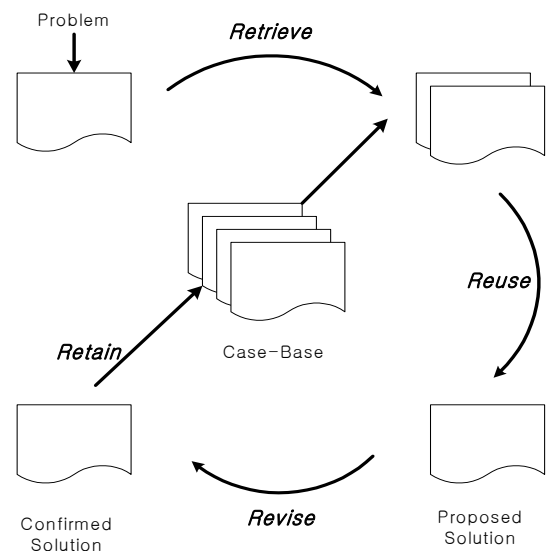 Problem
Retrieve
Reuse
Retain
Case-Base
Confirmed
Solution
Revise
Proposed
Solution